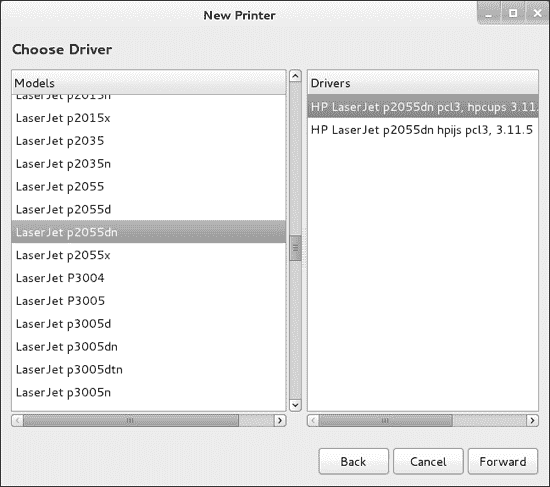 New Printer
Choose Driver
Models
LaserJet p2015n
LaserJet p2015x
LaserJet p2035
LaserJet p2035n
LaserJet p2055
LaserJet p2055d
LaserJet p2055dn
LaserJet p2055x
LaserJet P3004
LaserJet P3005
LaserJet p3005d
LaserJet p3005dn
LaserJet p3005dtn
LaserJet p3005n
Drivers
HP LaserJet p2055dn pcl3, hpcups 3.11.
HP LaserJet p2055dn hpijs pcl3, 3.11.5
Back
Cancel
Forward